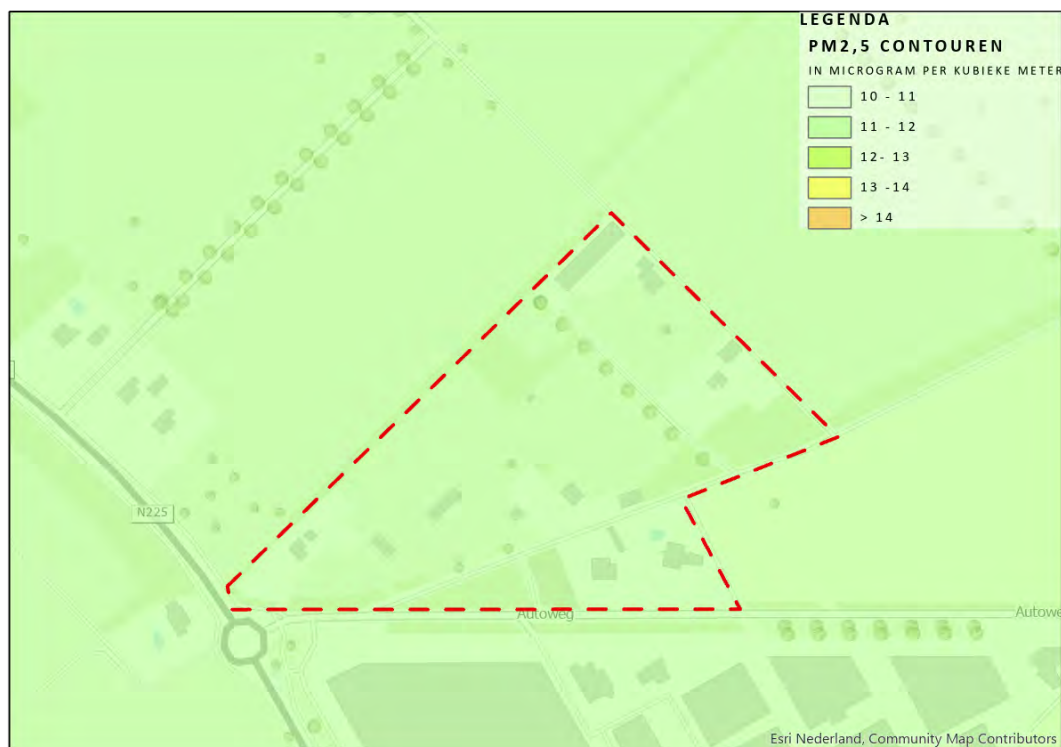 LEGENDA
PM2,5 CONTOUREN
IN MICROGRAM PER KUBIEKE METER
10 - 11
11 - 12
12- 13
13 -14
> 14
N225
Autoweg
Autowe
Esri Nederland, Community Map Contributors